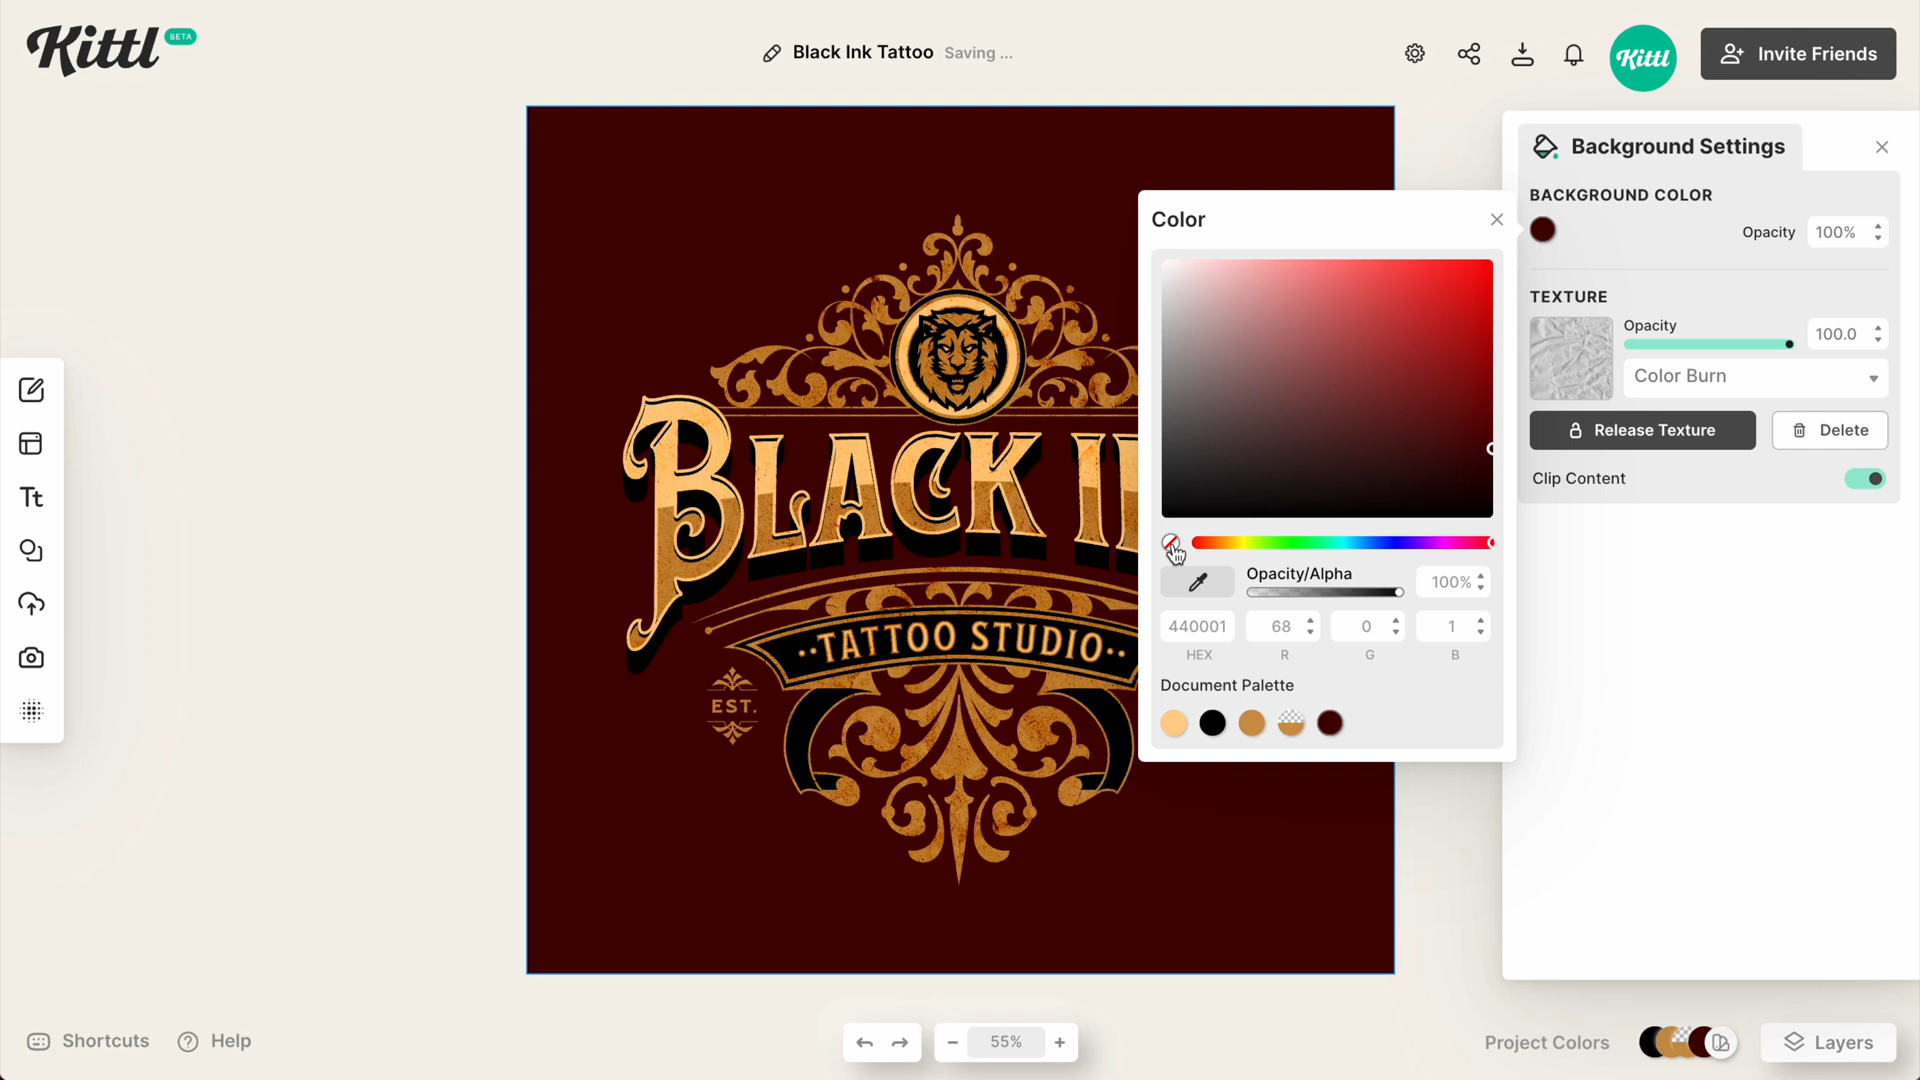 Kittl BETA
Black Ink Tattoo Saving ...
Kittl
Invite Friends
Background Settings
BACKGROUND COLOR
Opacity 100%
TEXTURE
Opacity
100.0
Color Burn
Release Texture
Delete
Clip Content
Color
Opacity/Alpha
100%
440001 68 0 1
HEX R G B
Document Palette
BLACK I
··TATTOO STUDIO··
EST.
Tt
Shortcuts
Help
55%
Project Colors
Layers